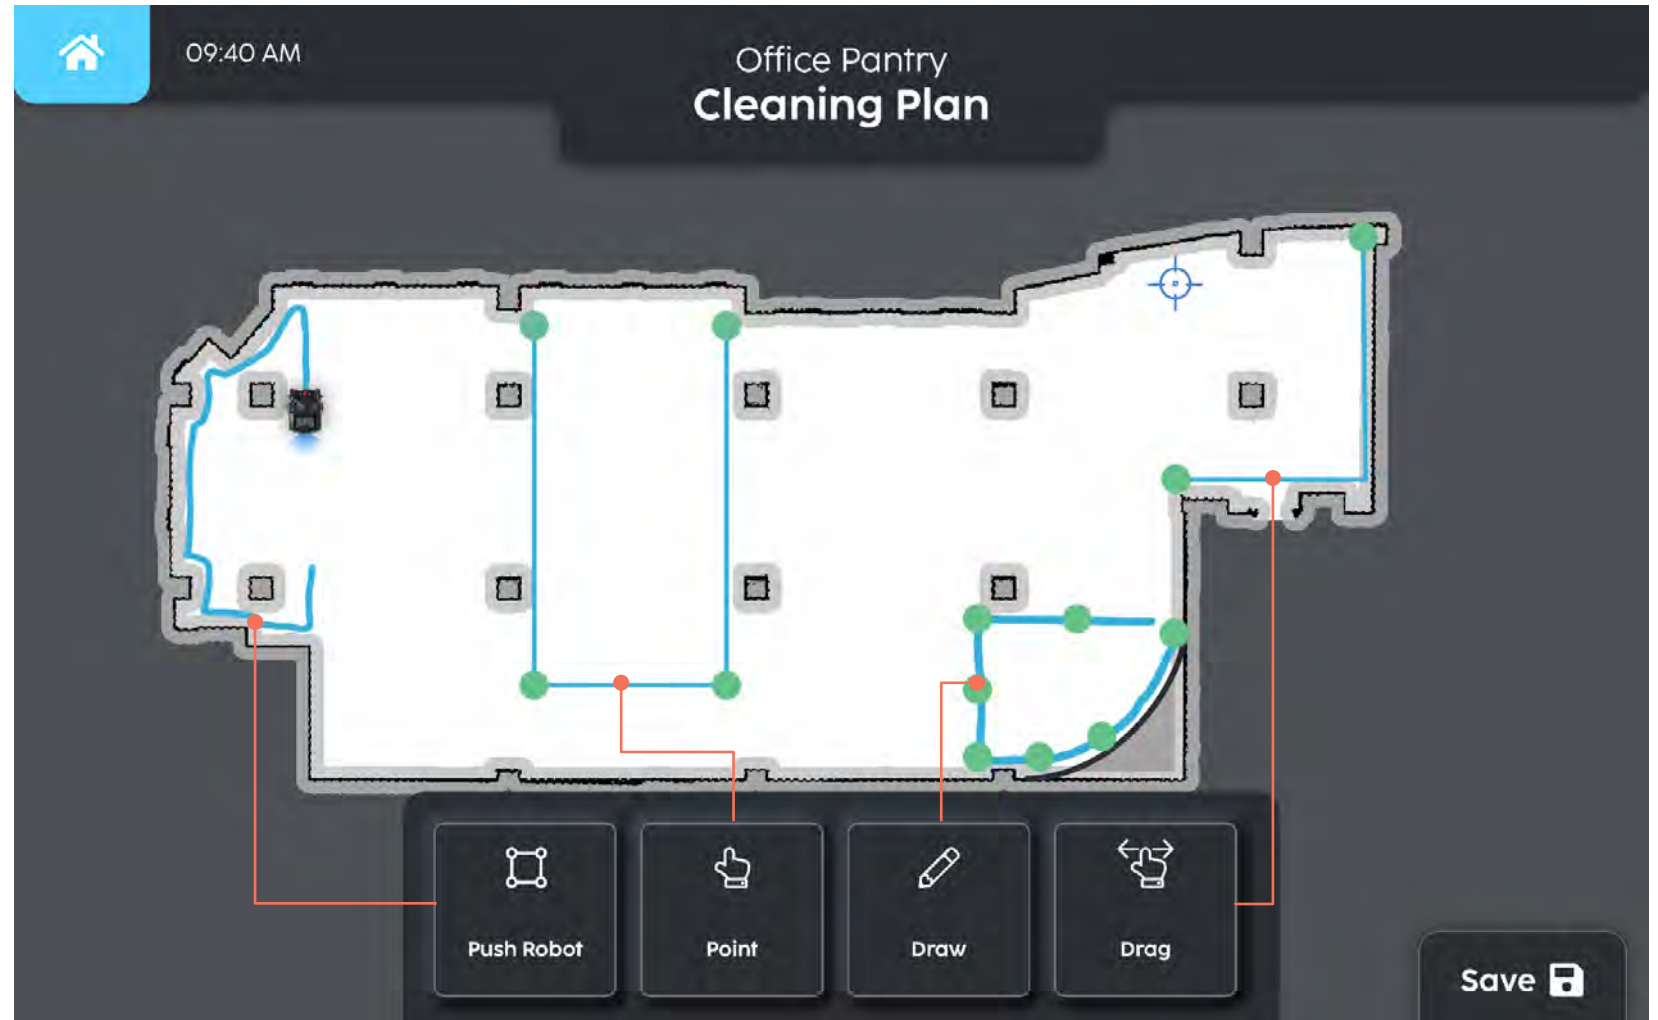 09:40 AM
Office Pantry
Cleaning Plan
Push Robot
Point
Draw
Drag
Save